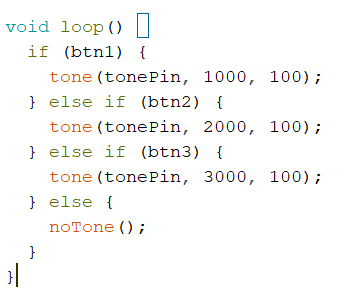 void loop()
  if (btn1) {
    tone(tonePin, 1000, 100);
  } else if (btn2) {
    tone(tonePin, 2000, 100);
  } else if (btn3) {
    tone(tonePin, 3000, 100);
  } else {
    noTone();
  }
}